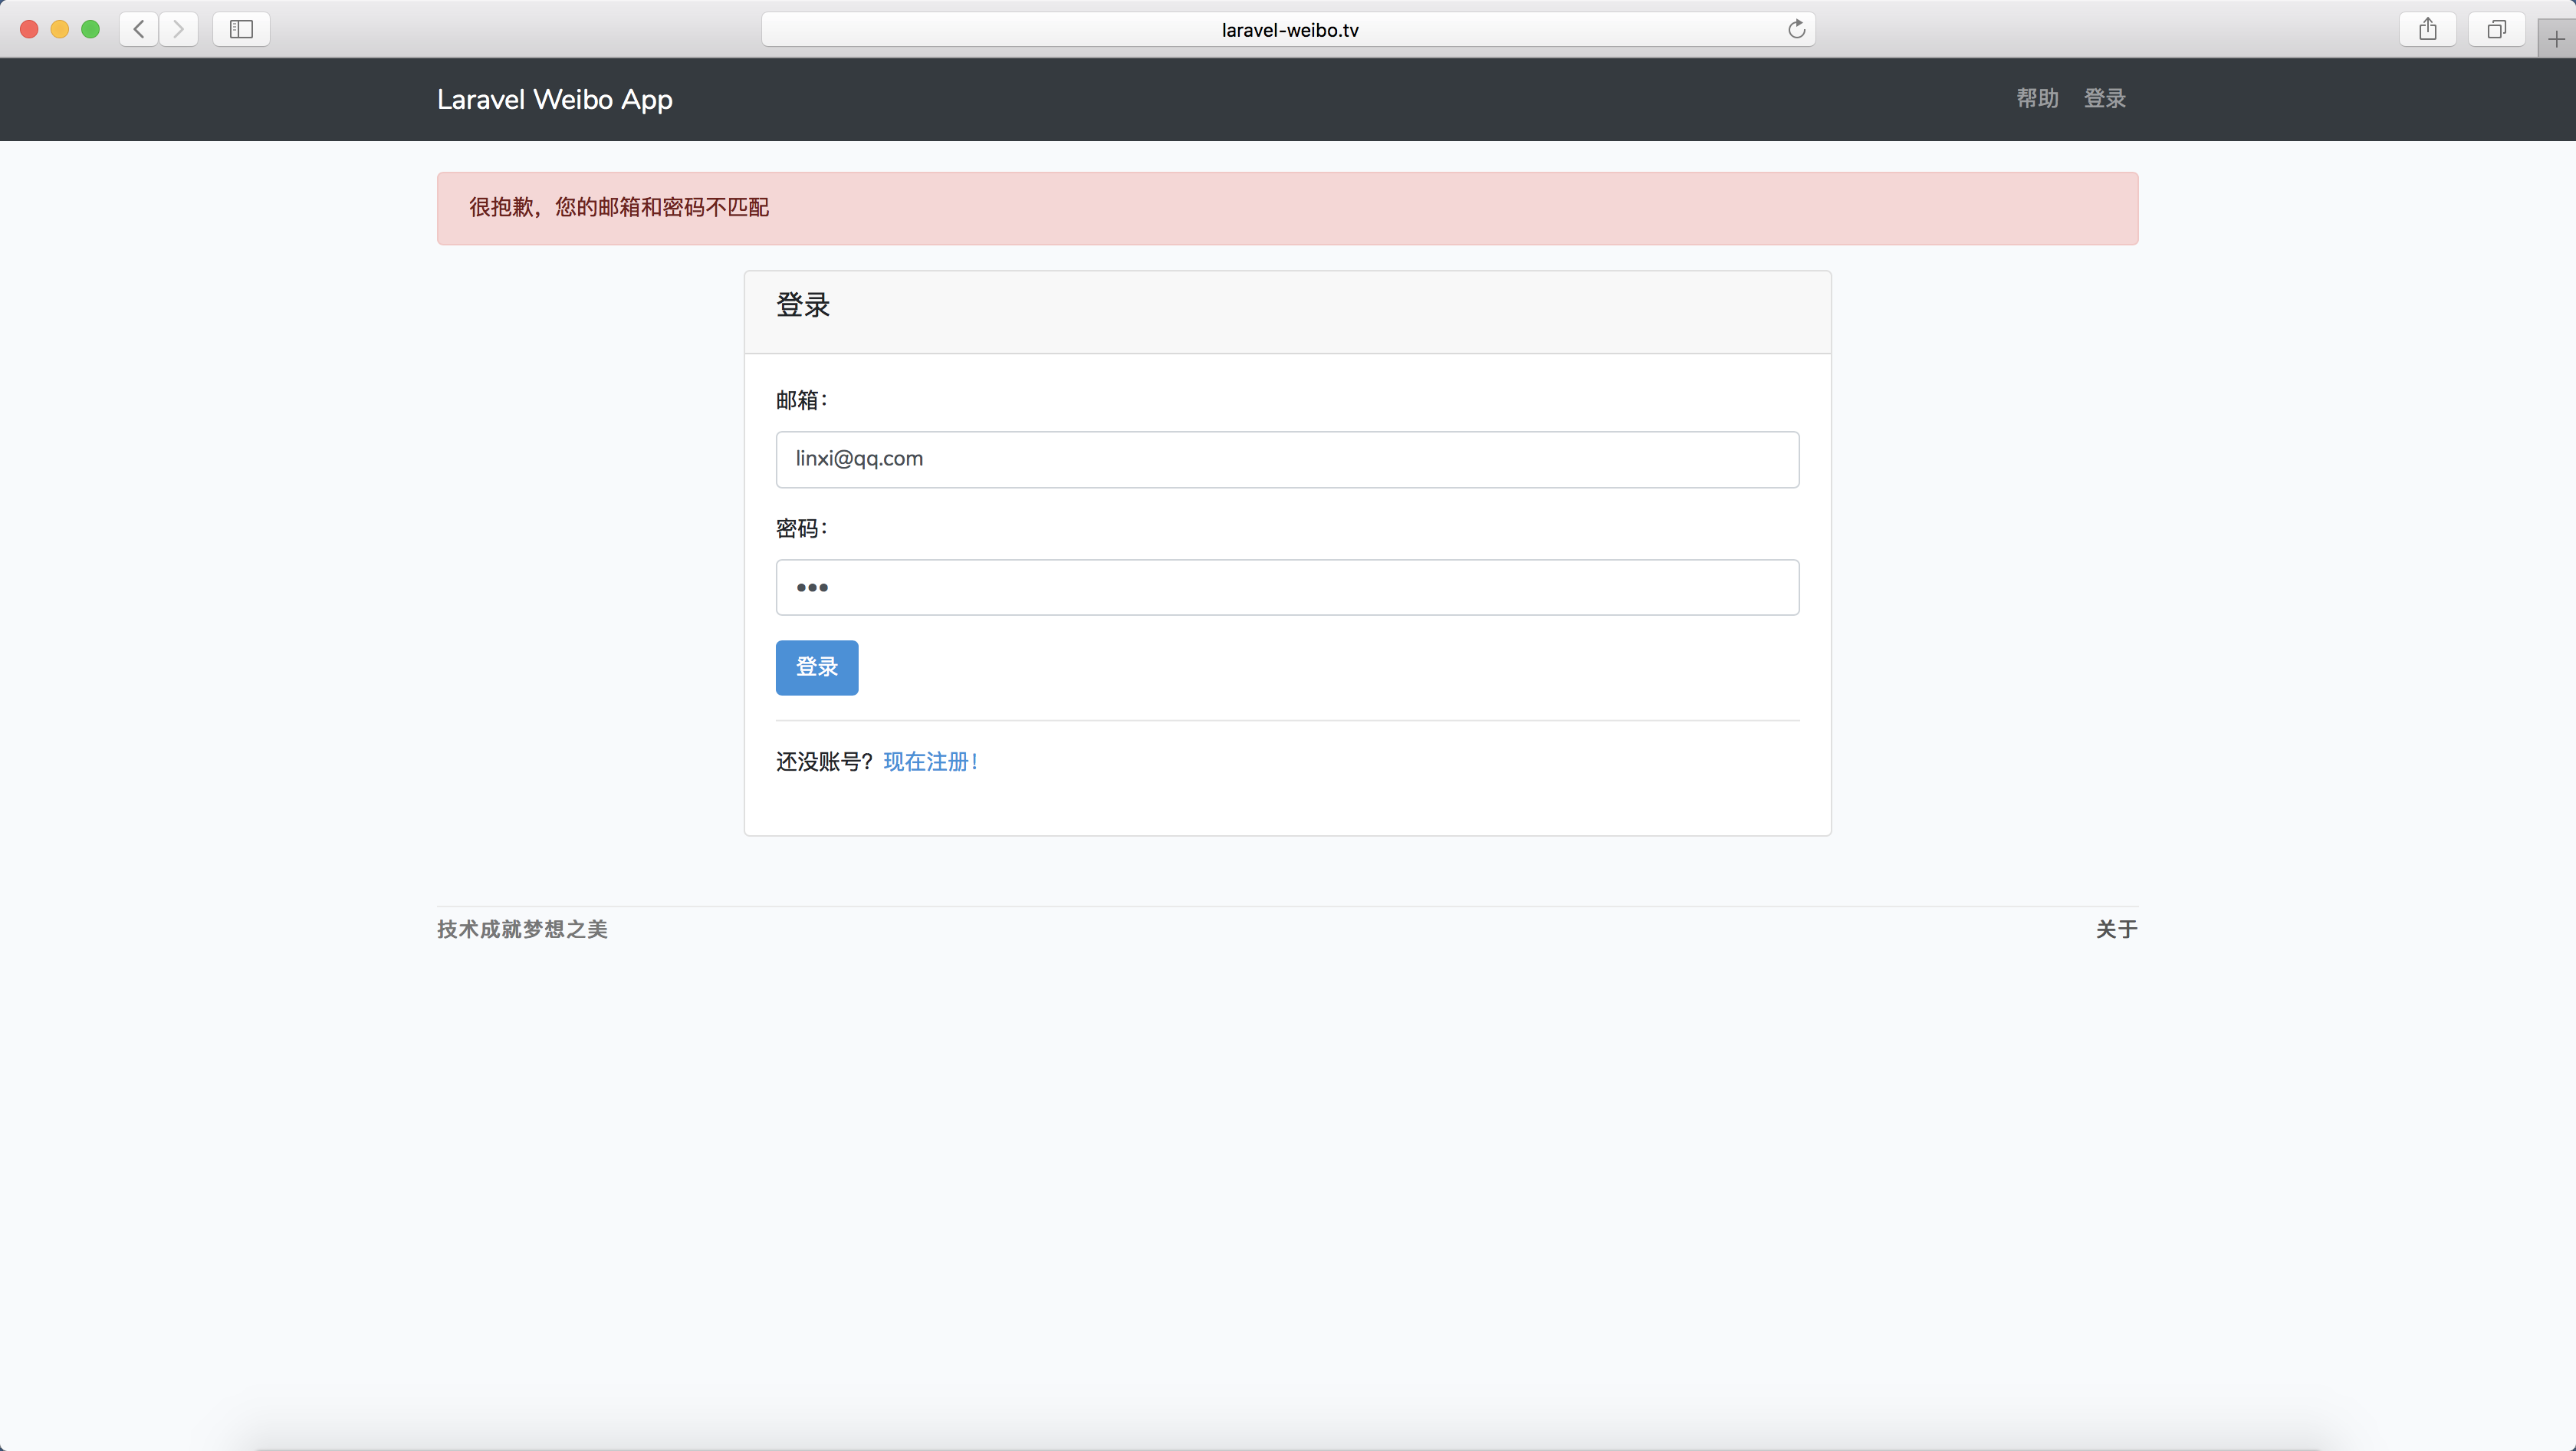 laravel-weibo.tv
Laravel Weibo App
帮助 登录
很抱歉，您的邮箱和密码不匹配
登录
邮箱：
linxi@qq.com
密码：
•••
登录
还没账号？现在注册！
技术成就梦想之美 关于